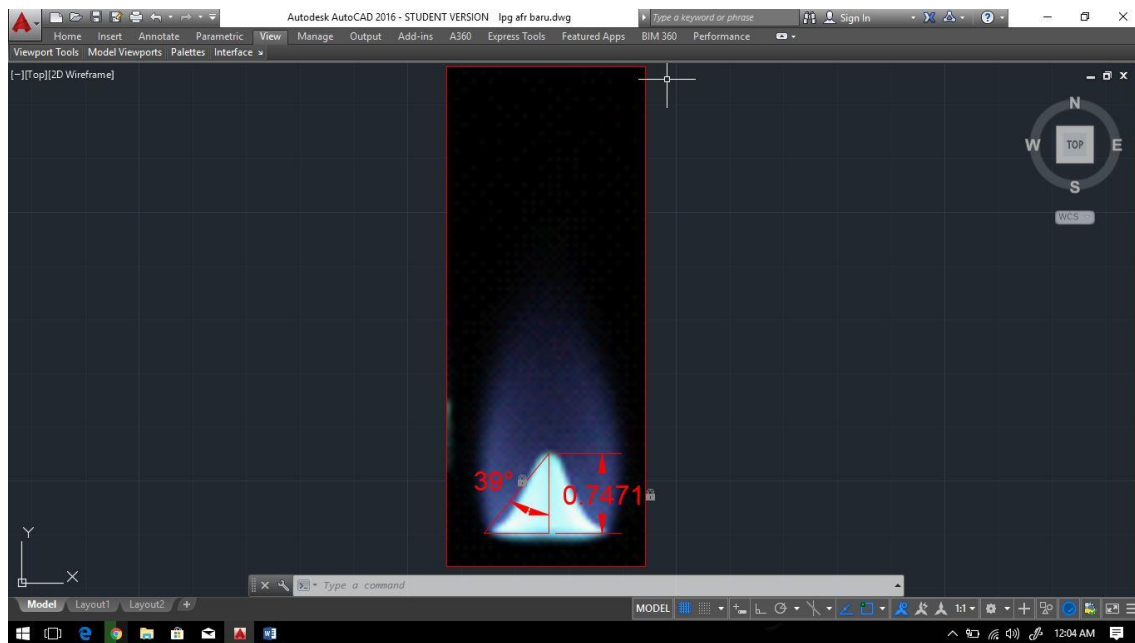 Autodesk AutoCAD 2016 - STUDENT VERSION lpg afr baru.dwg
Type a keyword or phrase
Sign In
Home Insert Annotate Parametric View Manage Output Add-ins A360 Express Tools Featured Apps BIM 360 Performance
Viewport Tools Model Viewports Palettes Interface
[−][Top][2D Wireframe]
N
W TOP E
S
WCS
39°
0.7471
Y
X
Type a command
Model Layout1 Layout2 +
MODEL 1:1
12:04 AM